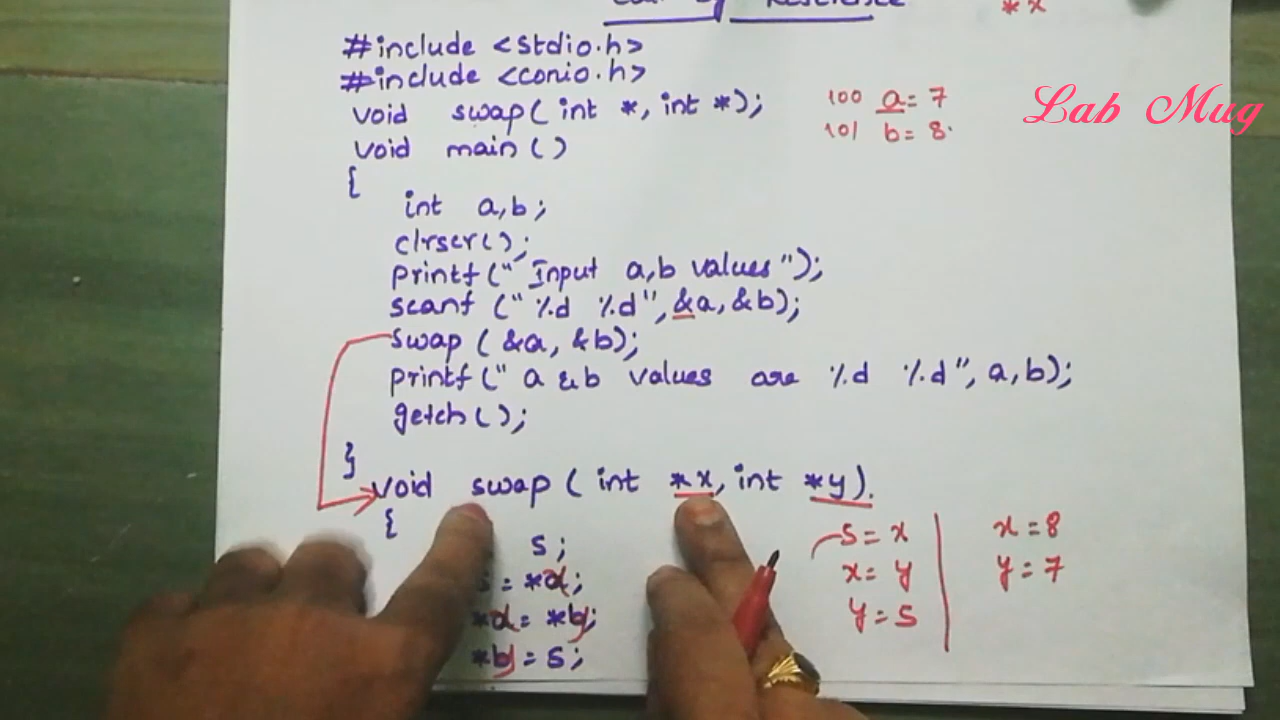 **x
#include <stdio.h>
#include <conio.h>
void swap( int *, int *);
100 a= 7
Lab Mug
101 b= 8.
void main ( )
{
int a,b ;
clrscr( );
printf (" Input a,b values");
scanf (" %d %d", &a, &b);
swap ( &a, &b);
printf (" a & b values are %d %d", a, b);
getch( );
}
void swap ( int *x, int *y).
{
s = x
x = 8
s ;
x = y
y = 7
= *x;
*x= *y;
y = s
*y = s ;